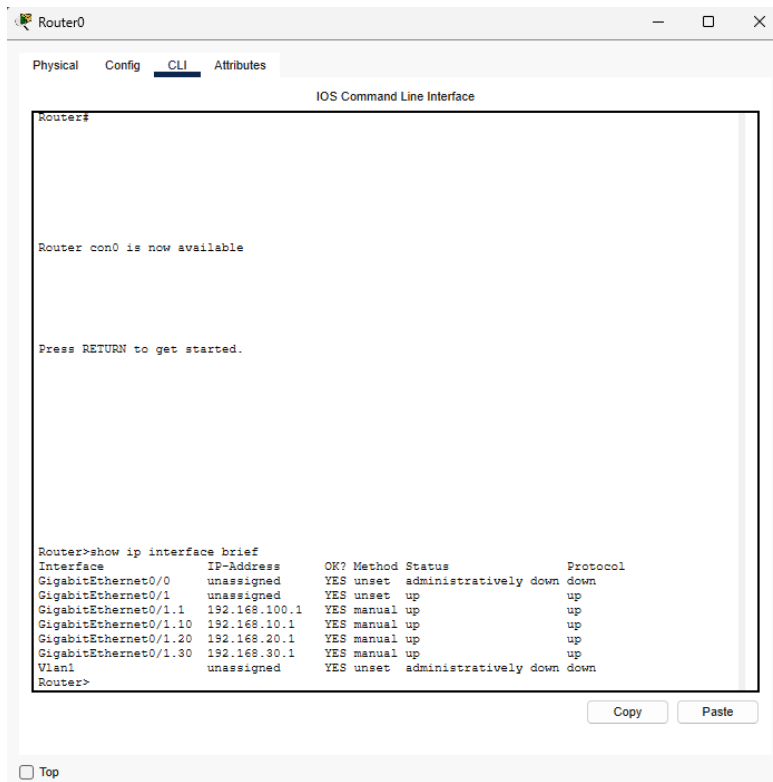 Router0
Physical Config CLI Attributes
IOS Command Line Interface
Router#
Router con0 is now available
Press RETURN to get started.
Router>show ip interface brief
Interface IP-Address OK? Method Status Protocol
GigabitEthernet0/0 unassigned YES unset administratively down down
GigabitEthernet0/1 unassigned YES unset up up
GigabitEthernet0/1.1 192.168.100.1 YES manual up up
GigabitEthernet0/1.10 192.168.10.1 YES manual up up
GigabitEthernet0/1.20 192.168.20.1 YES manual up up
GigabitEthernet0/1.30 192.168.30.1 YES manual up up
Vlan1 unassigned YES unset administratively down down
Router>
Copy Paste
Top